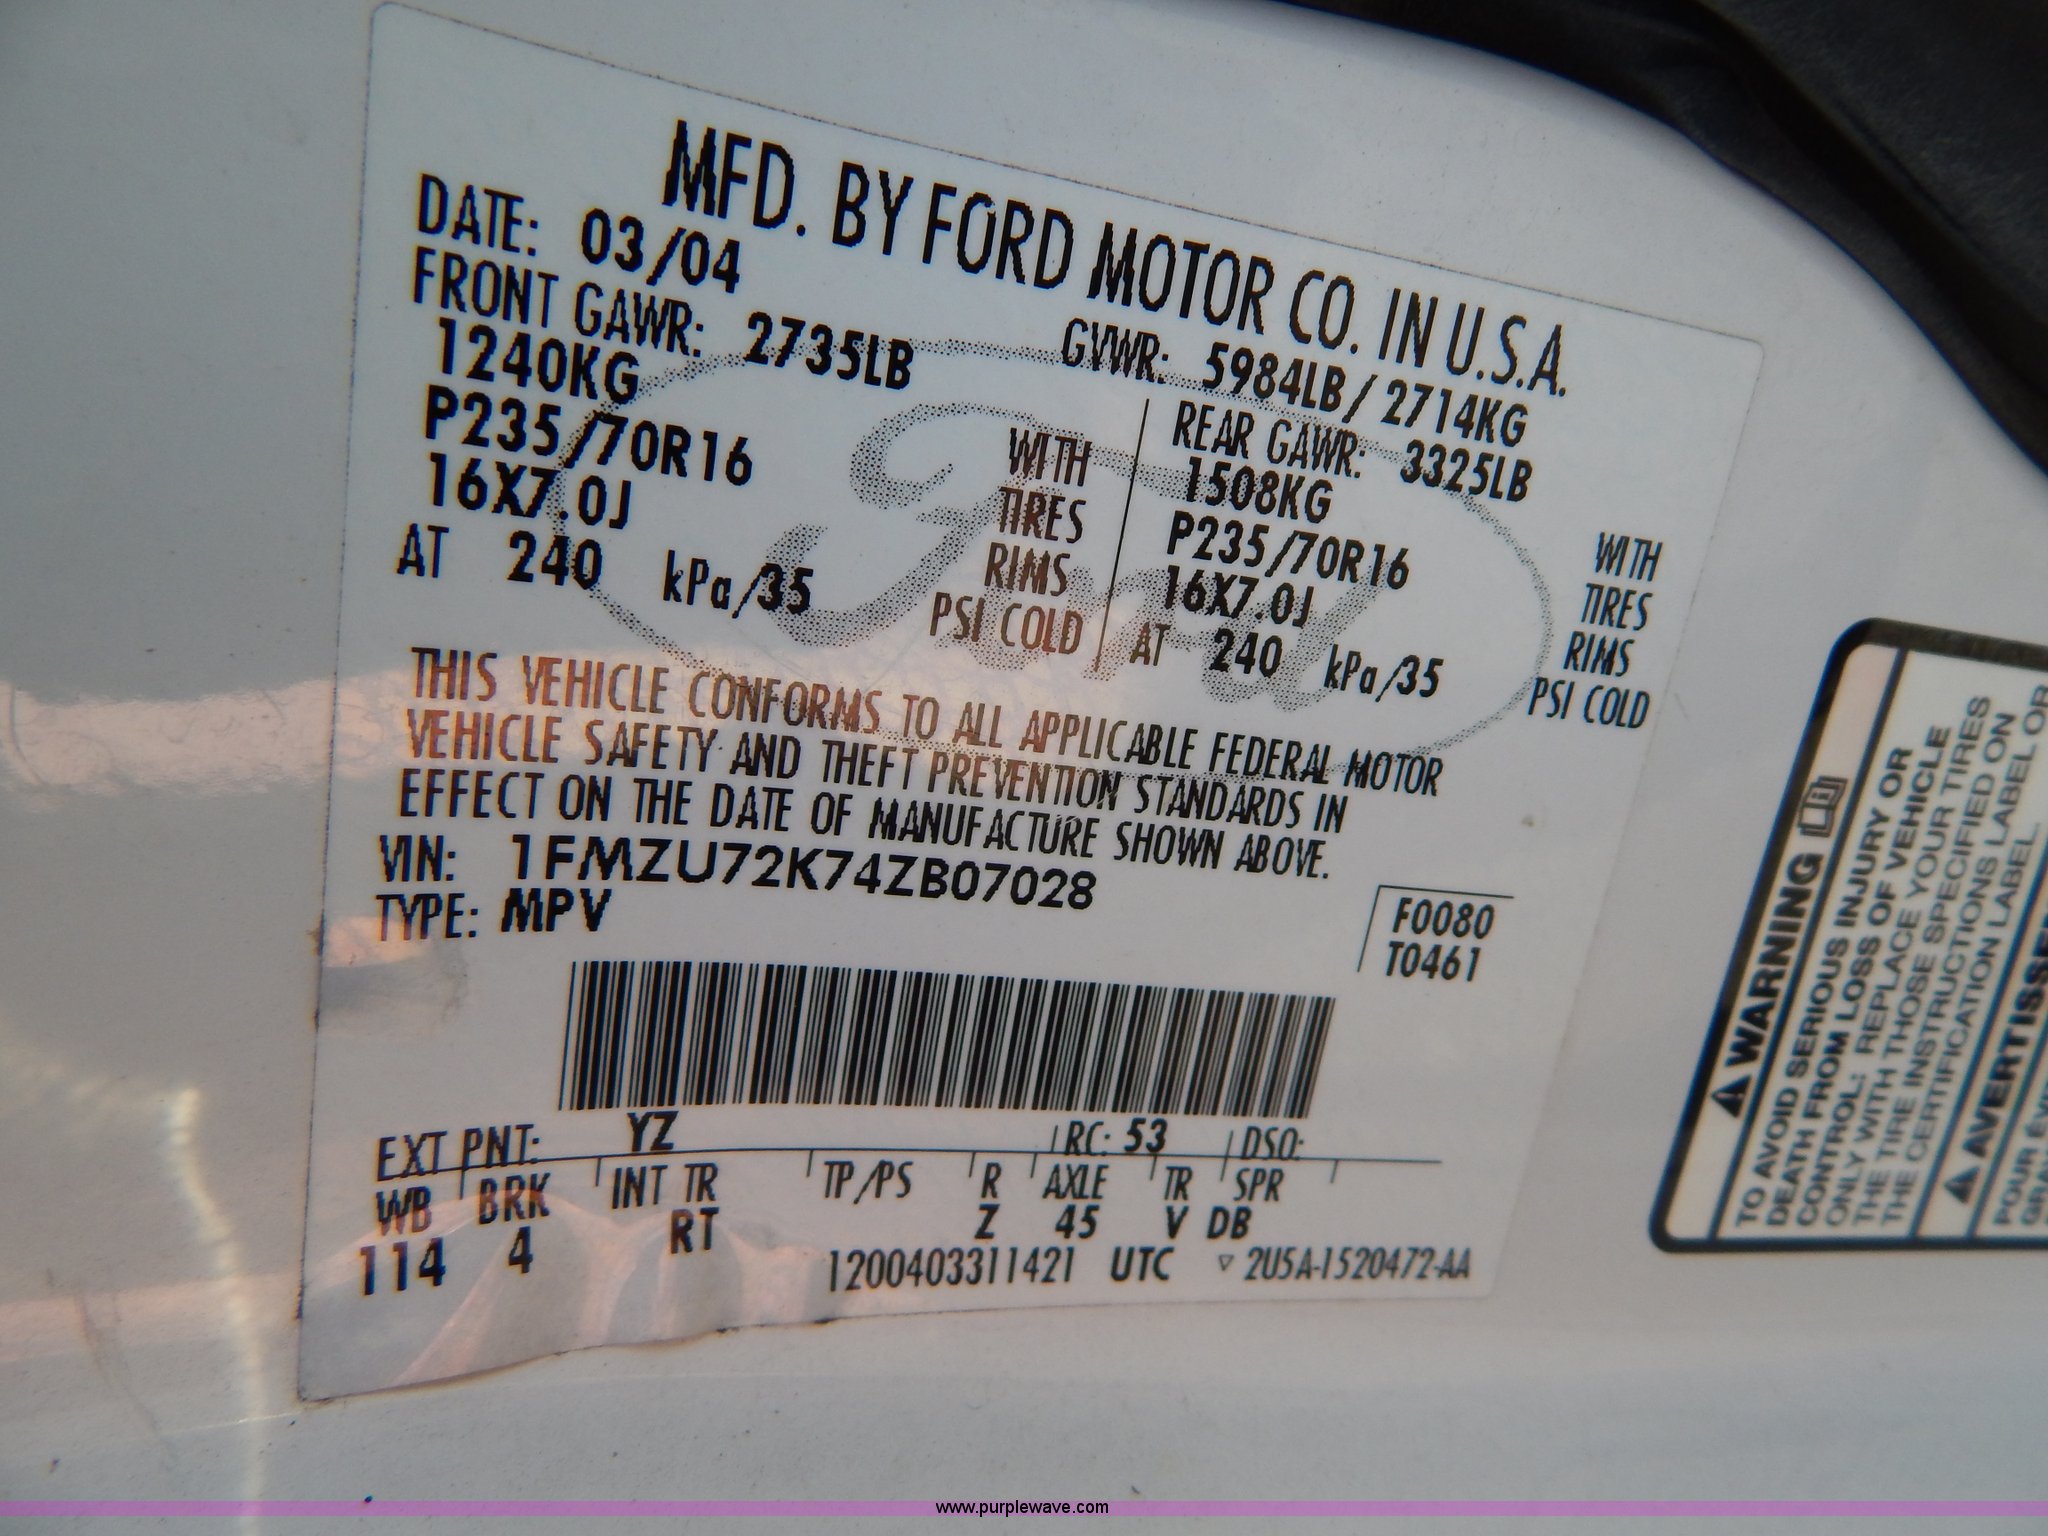 MFD. BY FORD MOTOR CO. IN U.S.A.
DATE: 03/04
GVWR: 5984LB / 2714KG
FRONT GAWR: 2735LB
1240KG WITH
P235/70R16 TIRES
16X7.0J RIMS
AT 240 kPa/35 PSI COLD
REAR GAWR: 3325LB
1508KG WITH
P235/70R16 TIRES
16X7.0J RIMS
AT 240 kPa/35 PSI COLD
Ford
THIS VEHICLE CONFORMS TO ALL APPLICABLE FEDERAL MOTOR
VEHICLE SAFETY AND THEFT PREVENTION STANDARDS IN
EFFECT ON THE DATE OF MANUFACTURE SHOWN ABOVE.
VIN: 1FMZU72K74ZB07028
TYPE: MPV
F0080
T0461
EXT PNT: YZ RC: 53 DSO:
WB BRK INT TR TP/PS R AXLE TR SPR
114 4 RT Z 45 V DB
1200403311421 UTC ▽ 2U5A-1520472-AA
⚠ WARNING
TO AVOID SERIOUS INJURY OR
DEATH FROM LOSS OF VEHICLE
CONTROL: REPLACE YOUR TIRES
ONLY WITH THOSE SPECIFIED ON
THE TIRE INSTRUCTIONS LABEL OR
THE CERTIFICATION LABEL.
POUR
www.purplewave.com